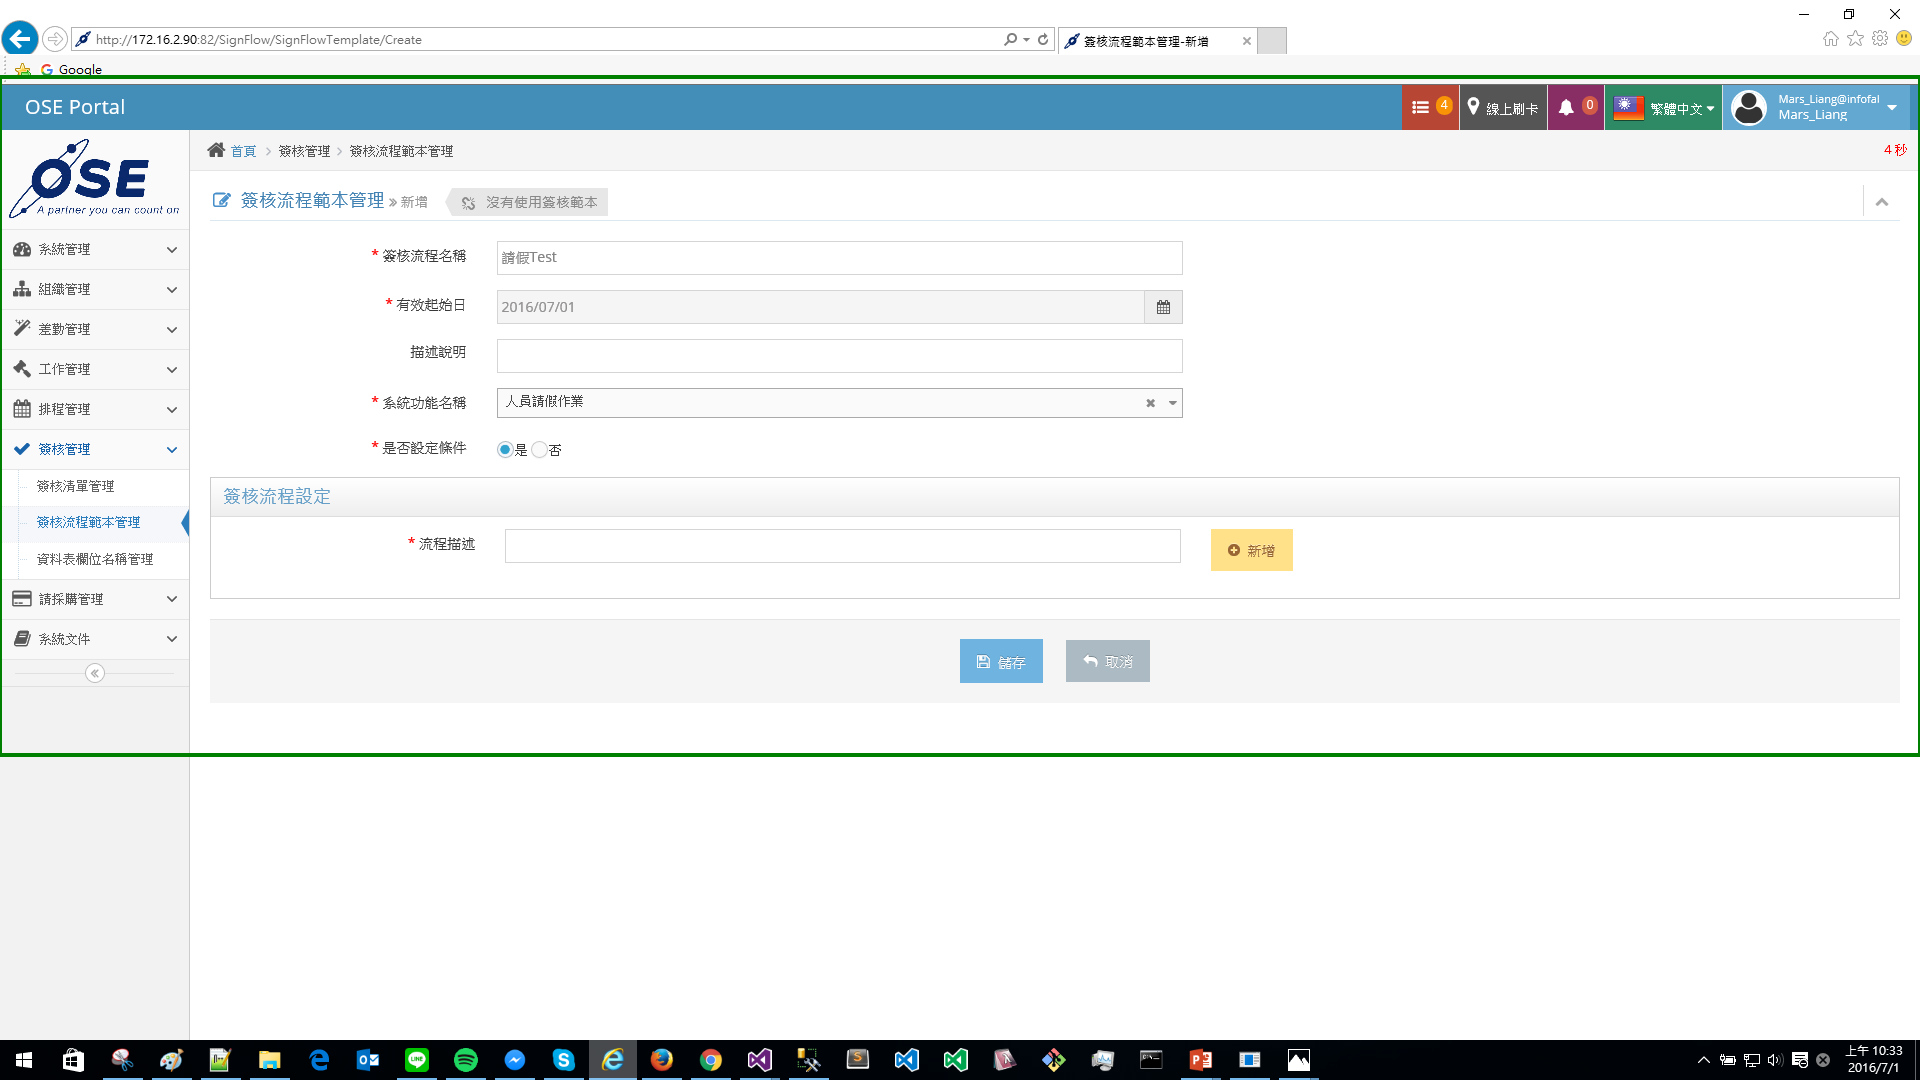 http://172.16.2.90:82/SignFlow/SignFlowTemplate/Create
簽核流程範本管理-新增
Google
OSE Portal
4
線上刷卡
0
繁體中文
Mars_Liang@infofal
Mars_Liang
OSE
A partner you can count on
首頁 > 簽核管理 > 簽核流程範本管理
4 秒
簽核流程範本管理 » 新增
沒有使用簽核範本
系統管理
組織管理
差勤管理
工作管理
排程管理
簽核管理
簽核清單管理
簽核流程範本管理
資料表欄位名稱管理
請採購管理
系統文件
* 簽核流程名稱
請假Test
* 有效起始日
2016/07/01
描述說明
* 系統功能名稱
人員請假作業
* 是否設定條件
是 否
簽核流程設定
* 流程描述
新增
儲存
取消
上午 10:33
2016/7/1